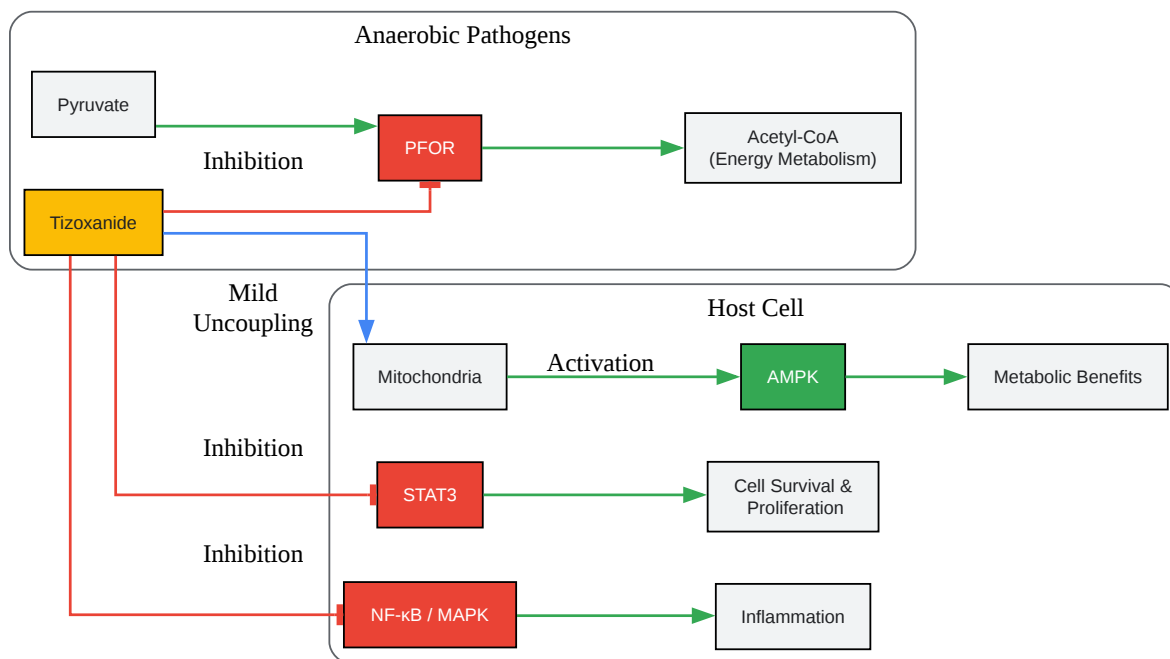 Anaerobic Pathogens
Pyruvate
PFOR
Acetyl-CoA
(Energy Metabolism)
Inhibition
Tizoxanide
Mild
Uncoupling
Host Cell
Mitochondria
Activation
AMPK
Metabolic Benefits
Inhibition
STAT3
Cell Survival &
Proliferation
Inhibition
NF-κB / MAPK
Inflammation